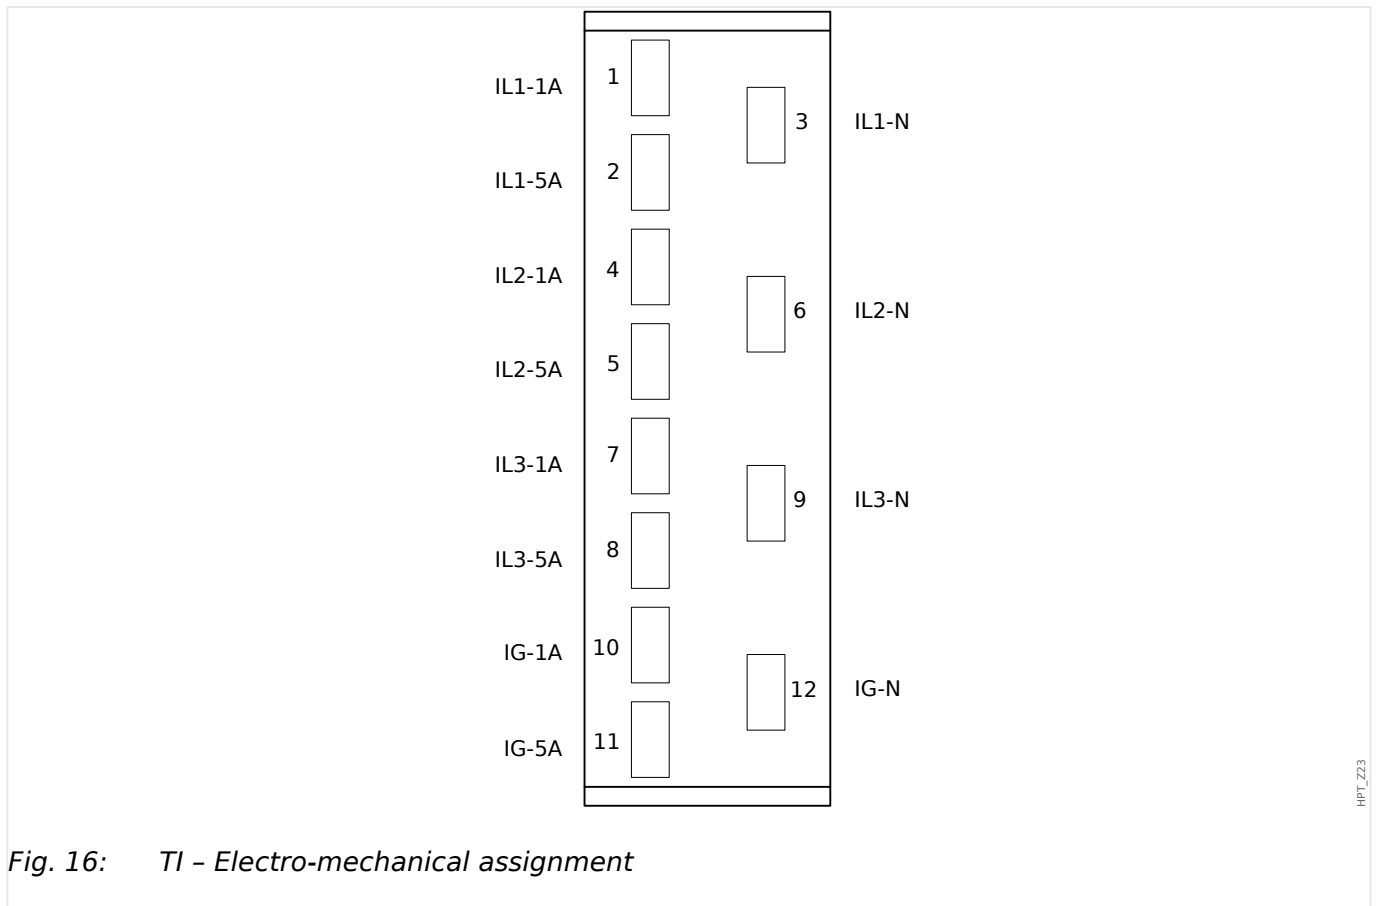 IL1-1A 1
3 IL1-N
IL1-5A 2
IL2-1A 4
6 IL2-N
IL2-5A 5
IL3-1A 7
9 IL3-N
IL3-5A 8
IG-1A 10
12 IG-N
IG-5A 11
HPT_Z23
Fig. 16: TI – Electro-mechanical assignment